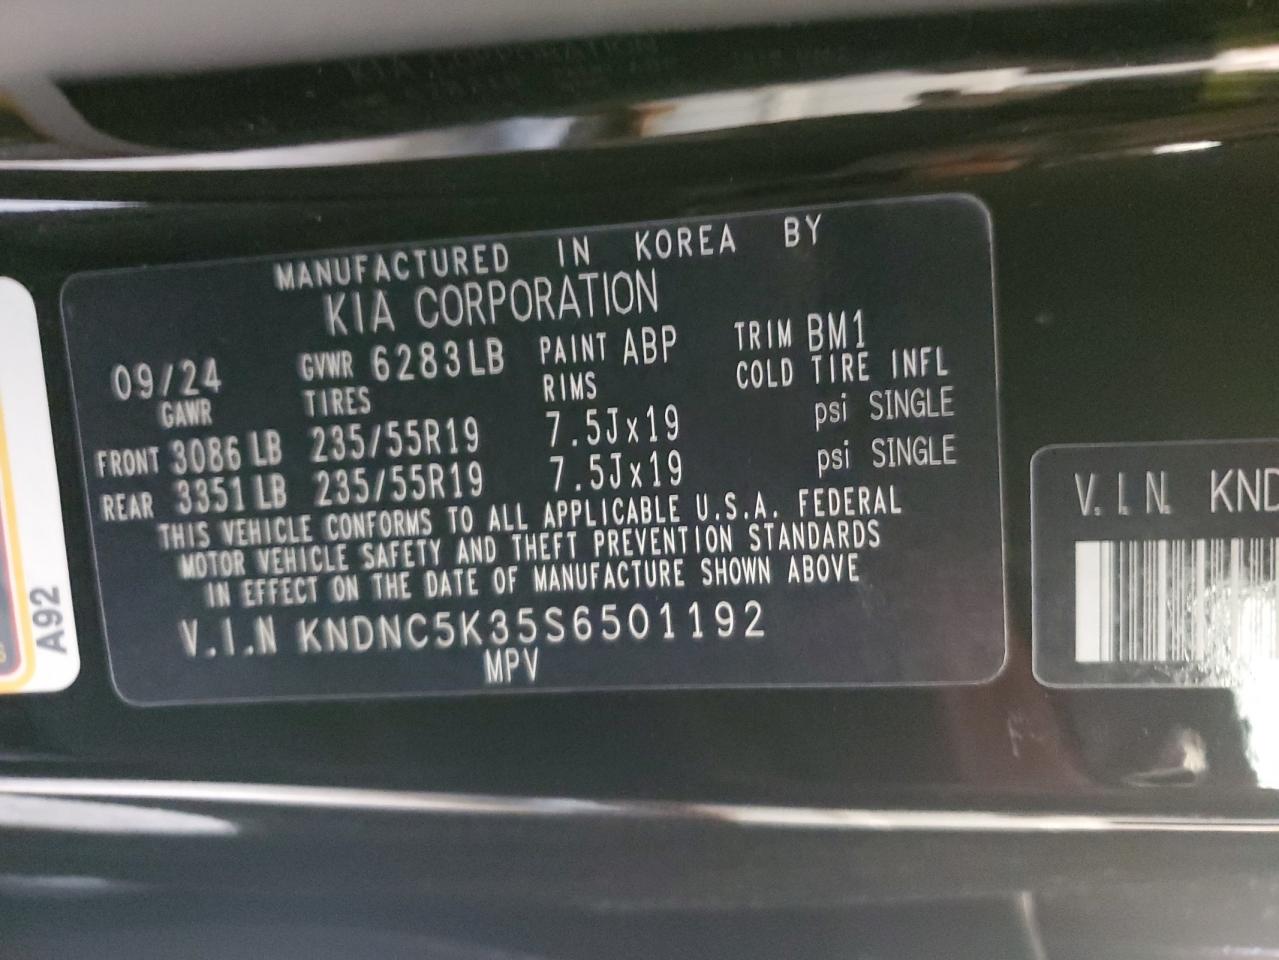 MANUFACTURED IN KOREA BY
KIA CORPORATION
09/24 GVWR 6283LB PAINT ABP TRIM BM1
GAWR TIRES RIMS COLD TIRE INFL
FRONT 3086 LB 235/55R19 7.5Jx19 psi SINGLE
REAR 3351 LB 235/55R19 7.5Jx19 psi SINGLE
THIS VEHICLE CONFORMS TO ALL APPLICABLE U.S.A. FEDERAL
MOTOR VEHICLE SAFETY AND THEFT PREVENTION STANDARDS
IN EFFECT ON THE DATE OF MANUFACTURE SHOWN ABOVE
V.I.N KNDNC5K35S6501192
MPV
A92
V.I.N. KND